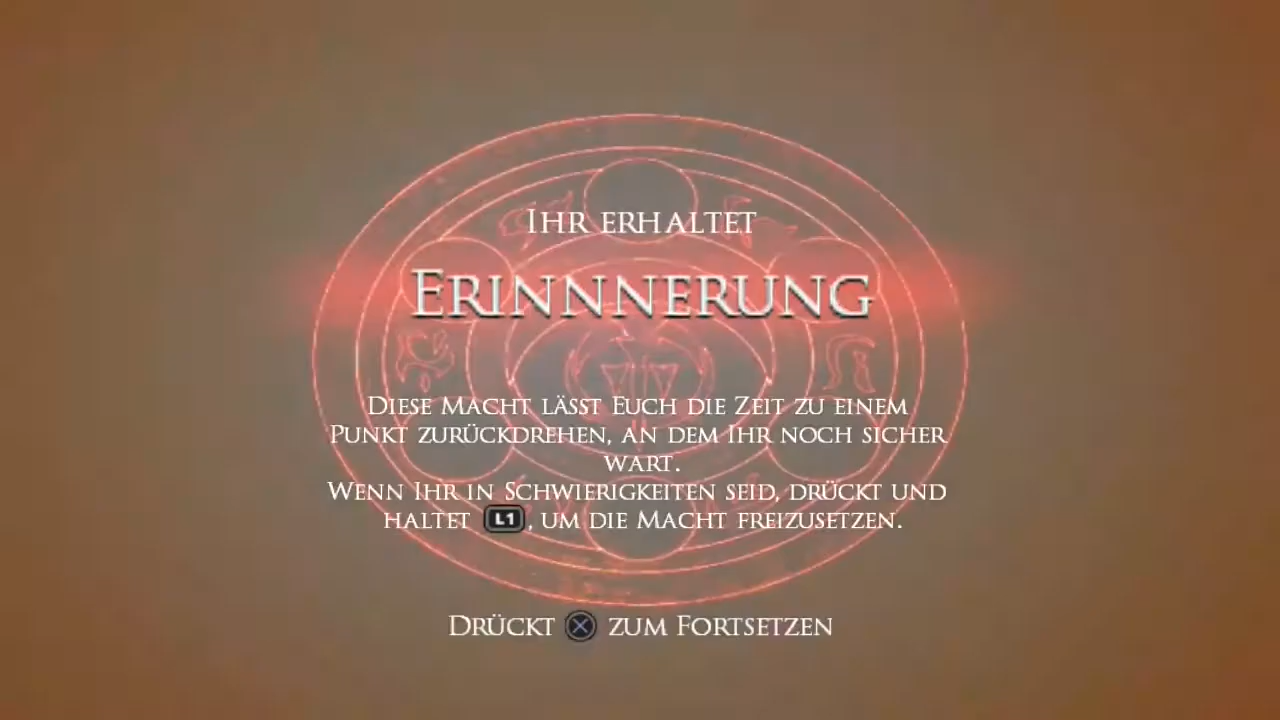 Ihr erhaltet
Erinnnerung
Diese Macht lässt Euch die Zeit zu einem
Punkt zurückdrehen, an dem Ihr noch sicher
wart.
Wenn Ihr in Schwierigkeiten seid, drückt und
haltet L1, um die Macht freizusetzen.
Drückt X zum Fortsetzen